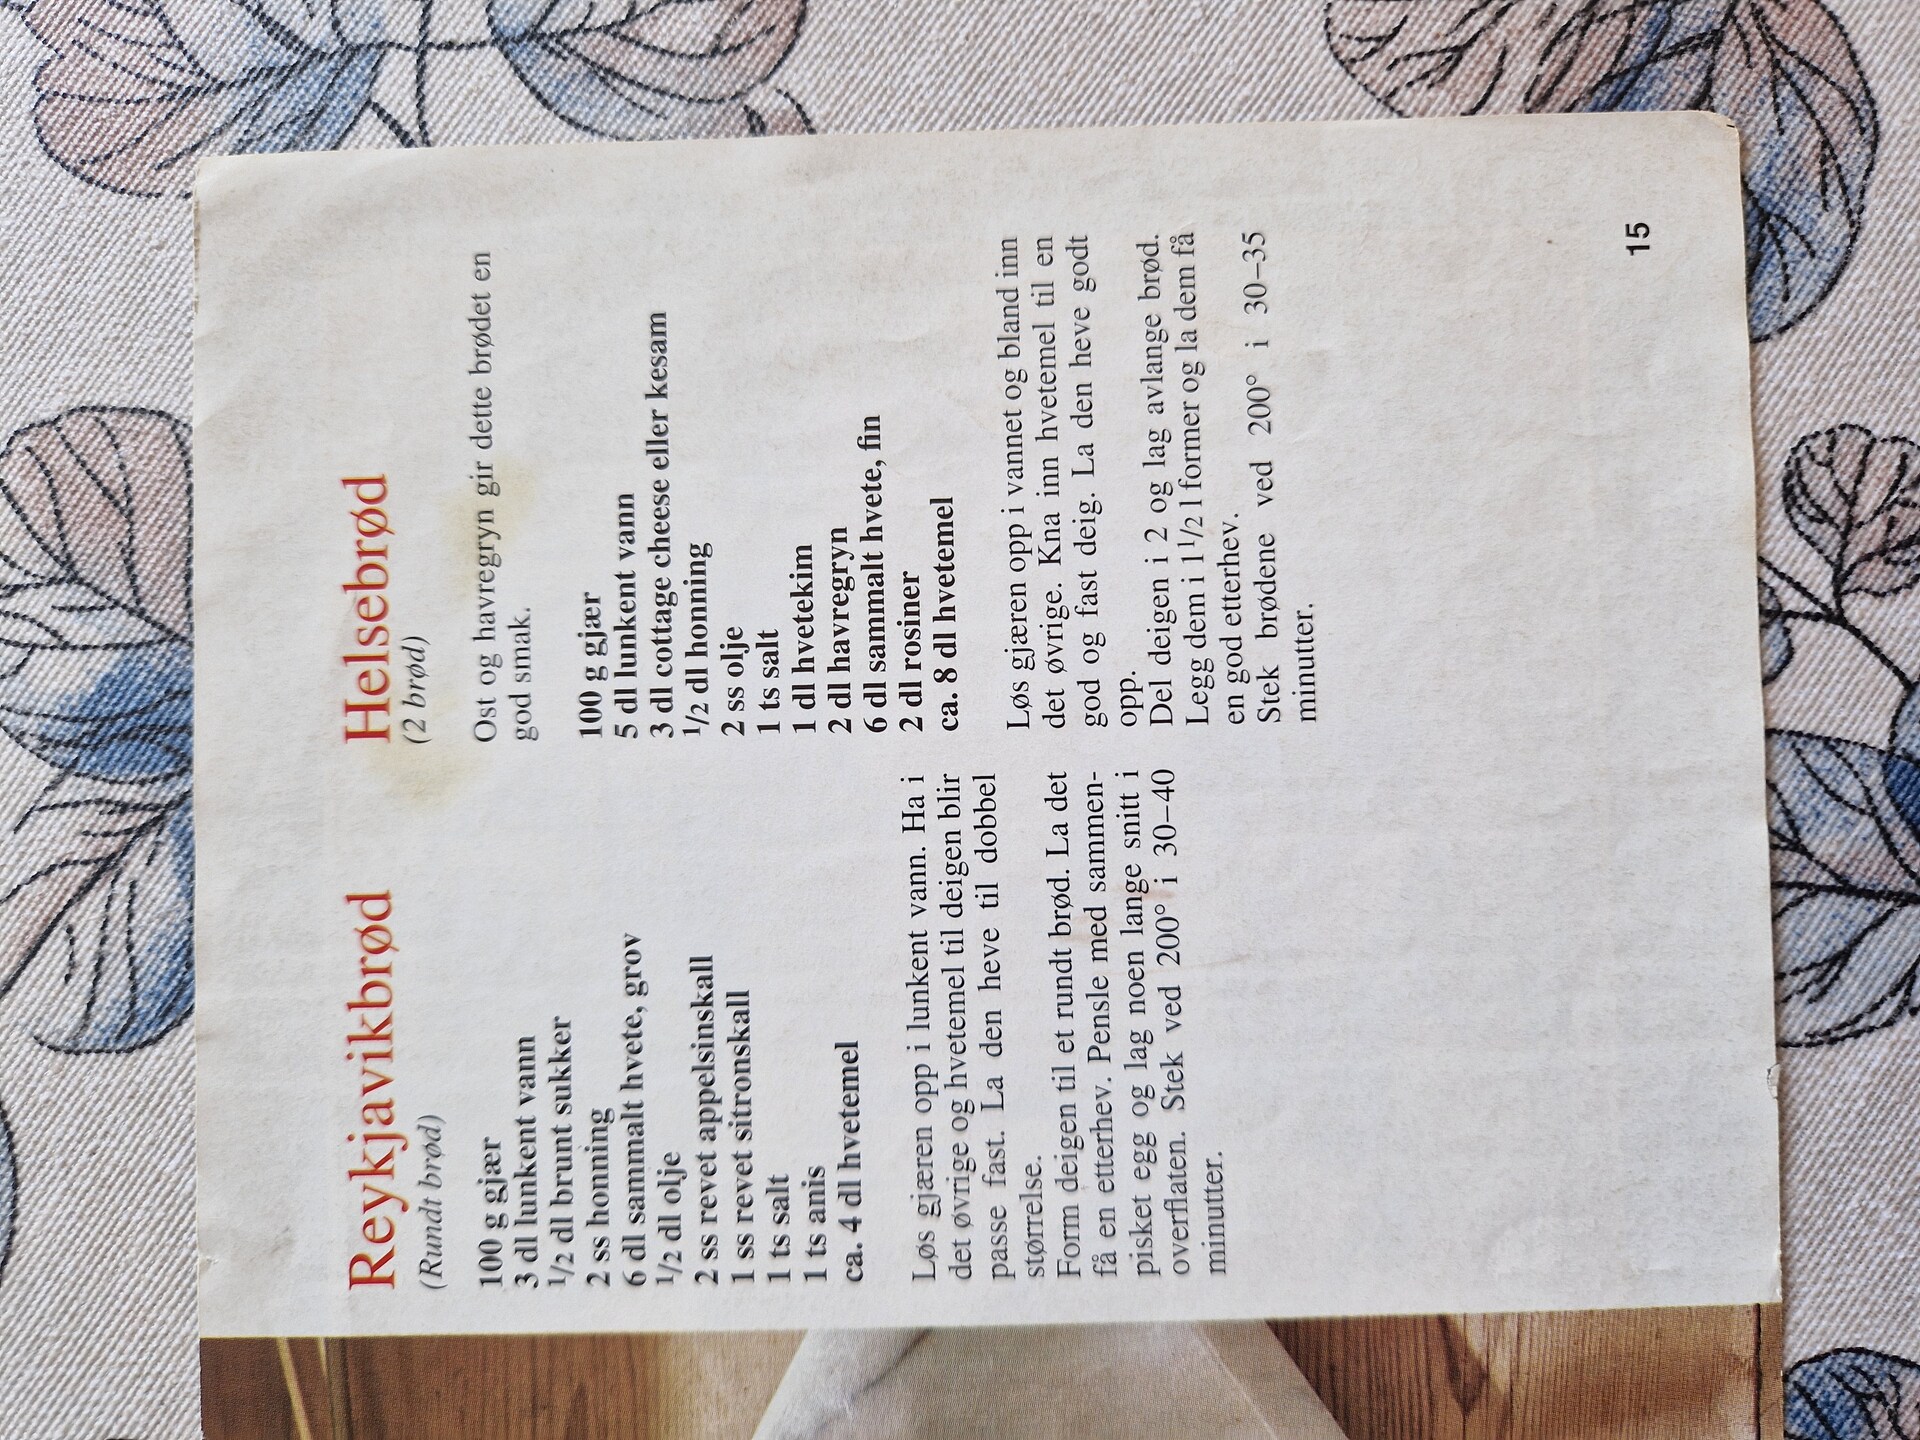 Reykjavikbrød
(Rundt brød)
100 g gjær
3 dl lunkent vann
1/2 dl brunt sukker
2 ss honning
6 dl sammalt hvete, grov
1/2 dl olje
2 ss revet appelsinskall
1 ss revet sitronskall
1 ts salt
1 ts anis
ca. 4 dl hvetemel
Løs gjæren opp i lunkent vann. Ha i
det øvrige og hvetemel til deigen blir
passe fast. La den heve til dobbel
størrelse.
Form deigen til et rundt brød. La det
få en etterhev. Pensle med sammen-
pisket egg og lag noen lange snitt i
overflaten. Stek ved 200° i 30–40
minutter.
Helsebrød
(2 brød)
Ost og havregryn gir dette brødet en
god smak.
100 g gjær
5 dl lunkent vann
3 dl cottage cheese eller kesam
1/2 dl honning
2 ss olje
1 ts salt
1 dl hvetekim
2 dl havregryn
6 dl sammalt hvete, fin
2 dl rosiner
ca. 8 dl hvetemel
Løs gjæren opp i vannet og bland inn
det øvrige. Kna inn hvetemel til en
god og fast deig. La den heve godt
opp.
Del deigen i 2 og lag avlange brød.
Legg dem i 1 1/2 l former og la dem få
en god etterhev.
Stek brødene ved 200° i 30–35
minutter.
15